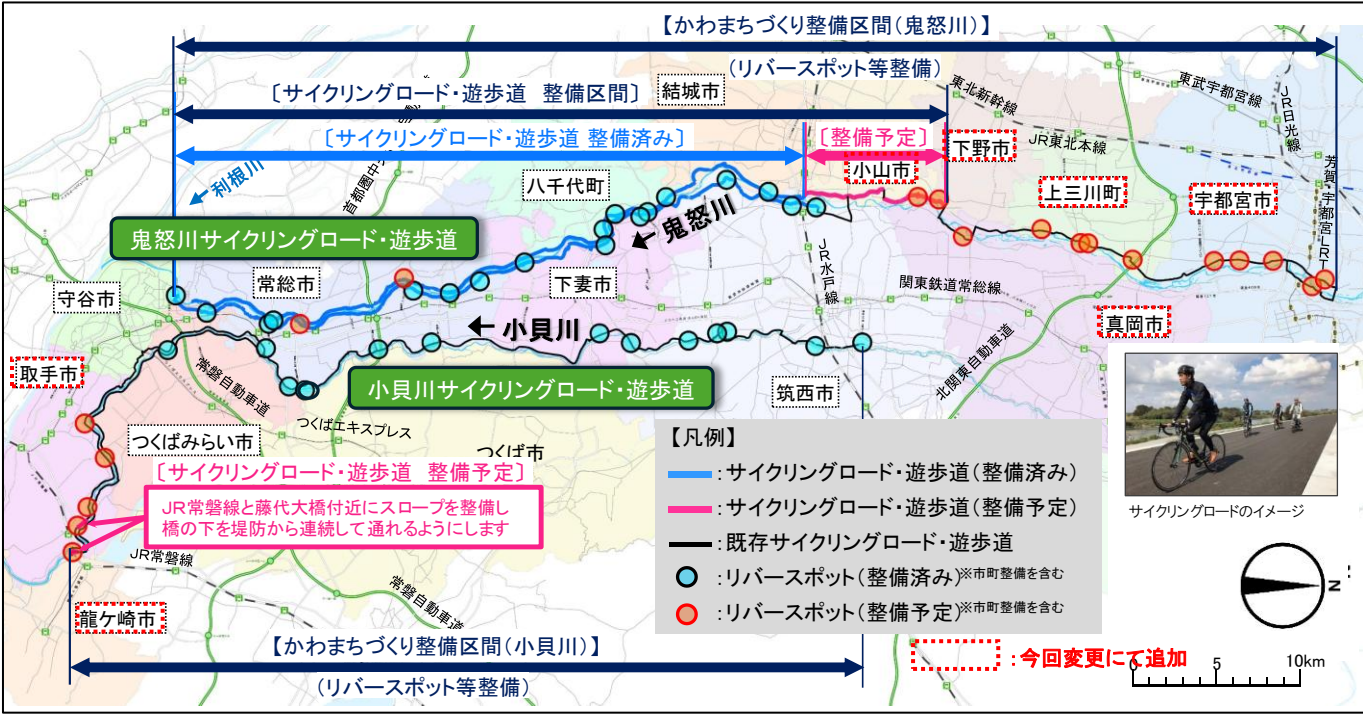 【かわまちづくり整備区間(鬼怒川)】
(リバースポット等整備)
〔サイクリングロード・遊歩道　整備区間〕
結城市
東北新幹線
東武宇都宮線
JR日光線
〔サイクリングロード・遊歩道 整備済み〕
〔整備予定〕
下野市
JR東北本線
芳賀・宇都宮LRT
利根川
首都圏中
八千代町
小山市
上三川町
宇都宮市
鬼怒川
鬼怒川サイクリングロード・遊歩道
JR水戸線
常総市
下妻市
関東鉄道常総線
守谷市
小貝川
真岡市
取手市
常磐自動車道
小貝川サイクリングロード・遊歩道
筑西市
北関東自動車道
つくばエキスプレス
つくばみらい市
つくば市
〔サイクリングロード・遊歩道　整備予定〕
JR常磐線と藤代大橋付近にスロープを整備し
橋の下を堤防から連続して通れるようにします
JR常磐線
常磐自動車道
龍ケ崎市
【かわまちづくり整備区間(小貝川)】
(リバースポット等整備)
【凡例】
:サイクリングロード・遊歩道(整備済み)
:サイクリングロード・遊歩道(整備予定)
:既存サイクリングロード・遊歩道
:リバースポット(整備済み)※市町整備を含む
:リバースポット(整備予定)※市町整備を含む
サイクリングロードのイメージ
N
:今回変更にて追加
0 5 10km